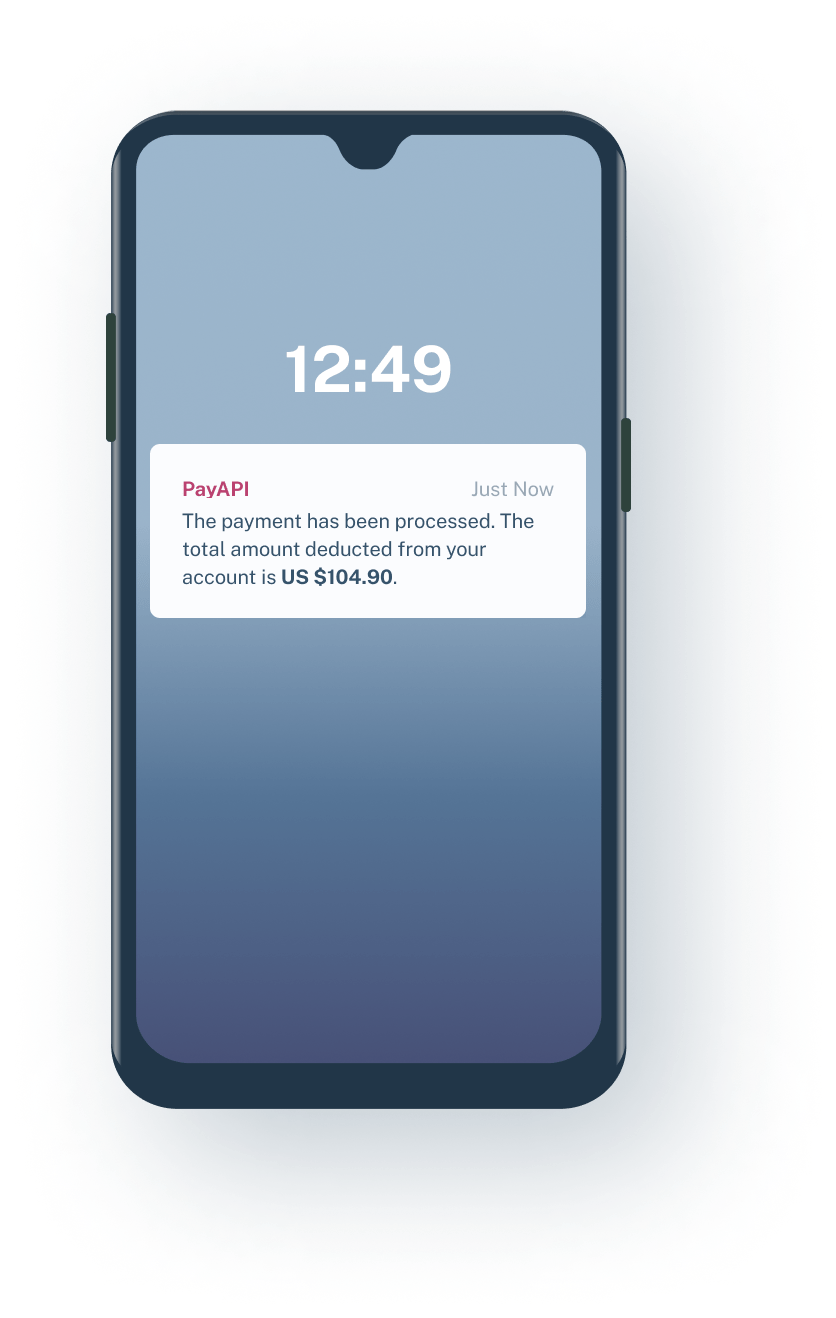 12:49
PayAPI Just Now
The payment has been processed. The
total amount deducted from your
account is US $104.90.